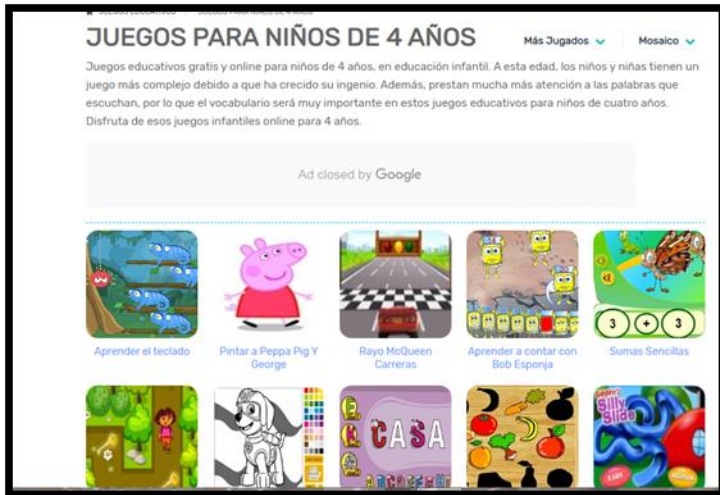 JUEGOS PARA NIÑOS DE 4 AÑOS
Más Jugados
Mosaico
Juegos educativos gratis y online para niños de 4 años, en educación infantil. A esta edad, los niños y niñas tienen un
juego más complejo debido a que ha crecido su ingenio. Además, prestan mucha más atención a las palabras que
escuchan, por lo que el vocabulario será muy importante en estos juegos educativos para niños de cuatro años.
Disfruta de esos juegos infantiles online para 4 años.
Ad closed by Google
3 + 3
Aprender el teclado
Pintar a Peppa Pig Y
George
Rayo McQueen
Carreras
Aprender a contar con
Bob Esponja
Sumas Sencillas
CASA
Silly
Slide